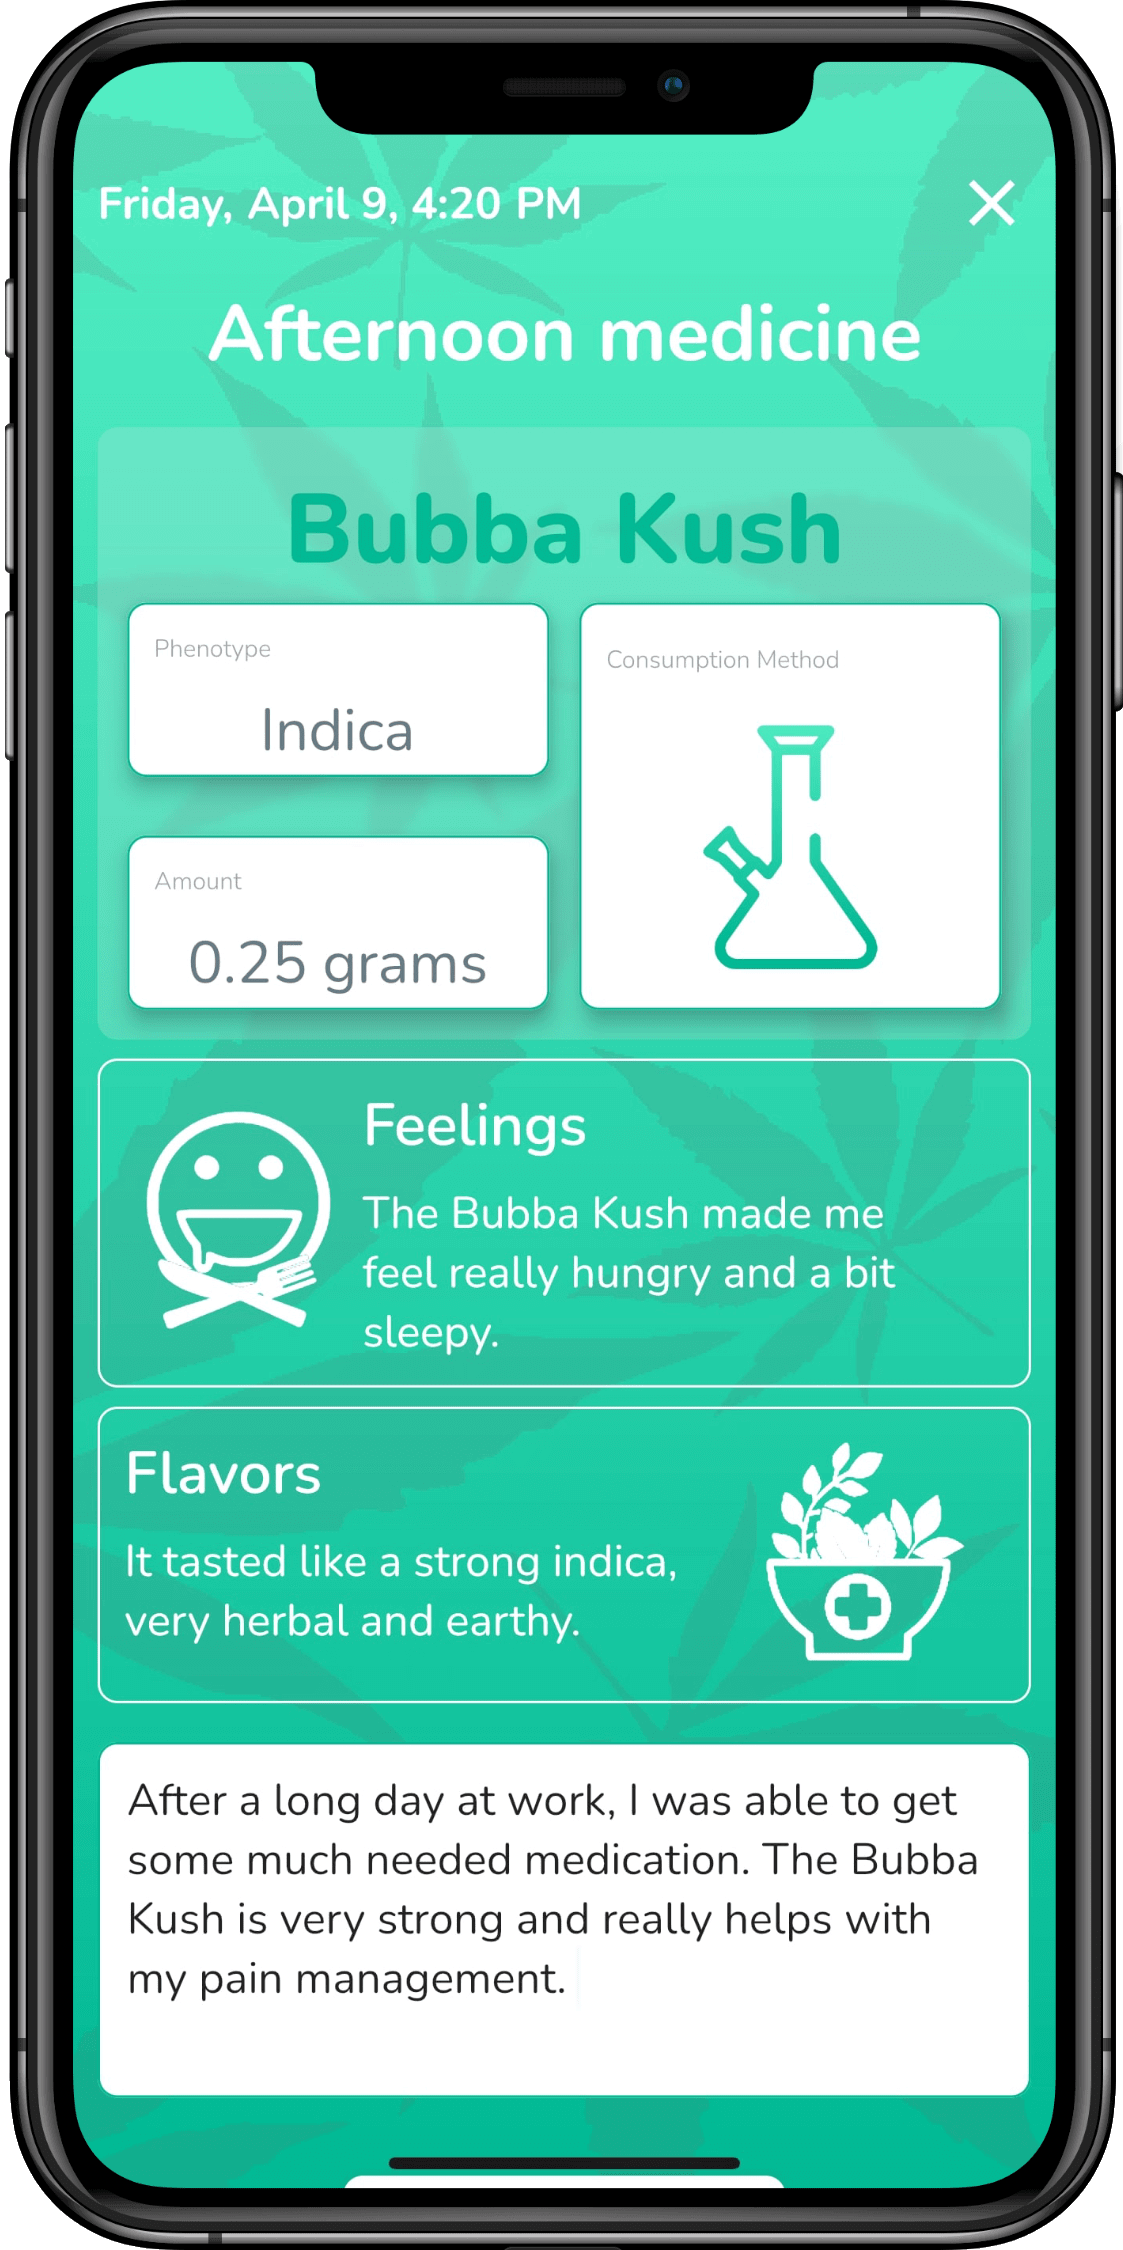 Friday, April 9, 4:20 PM
Afternoon medicine
Bubba Kush
Phenotype
Indica
Consumption Method
Amount
0.25 grams
Feelings
The Bubba Kush made me
feel really hungry and a bit
sleepy.
Flavors
It tasted like a strong indica,
very herbal and earthy.
After a long day at work, I was able to get
some much needed medication. The Bubba
Kush is very strong and really helps with
my pain management.